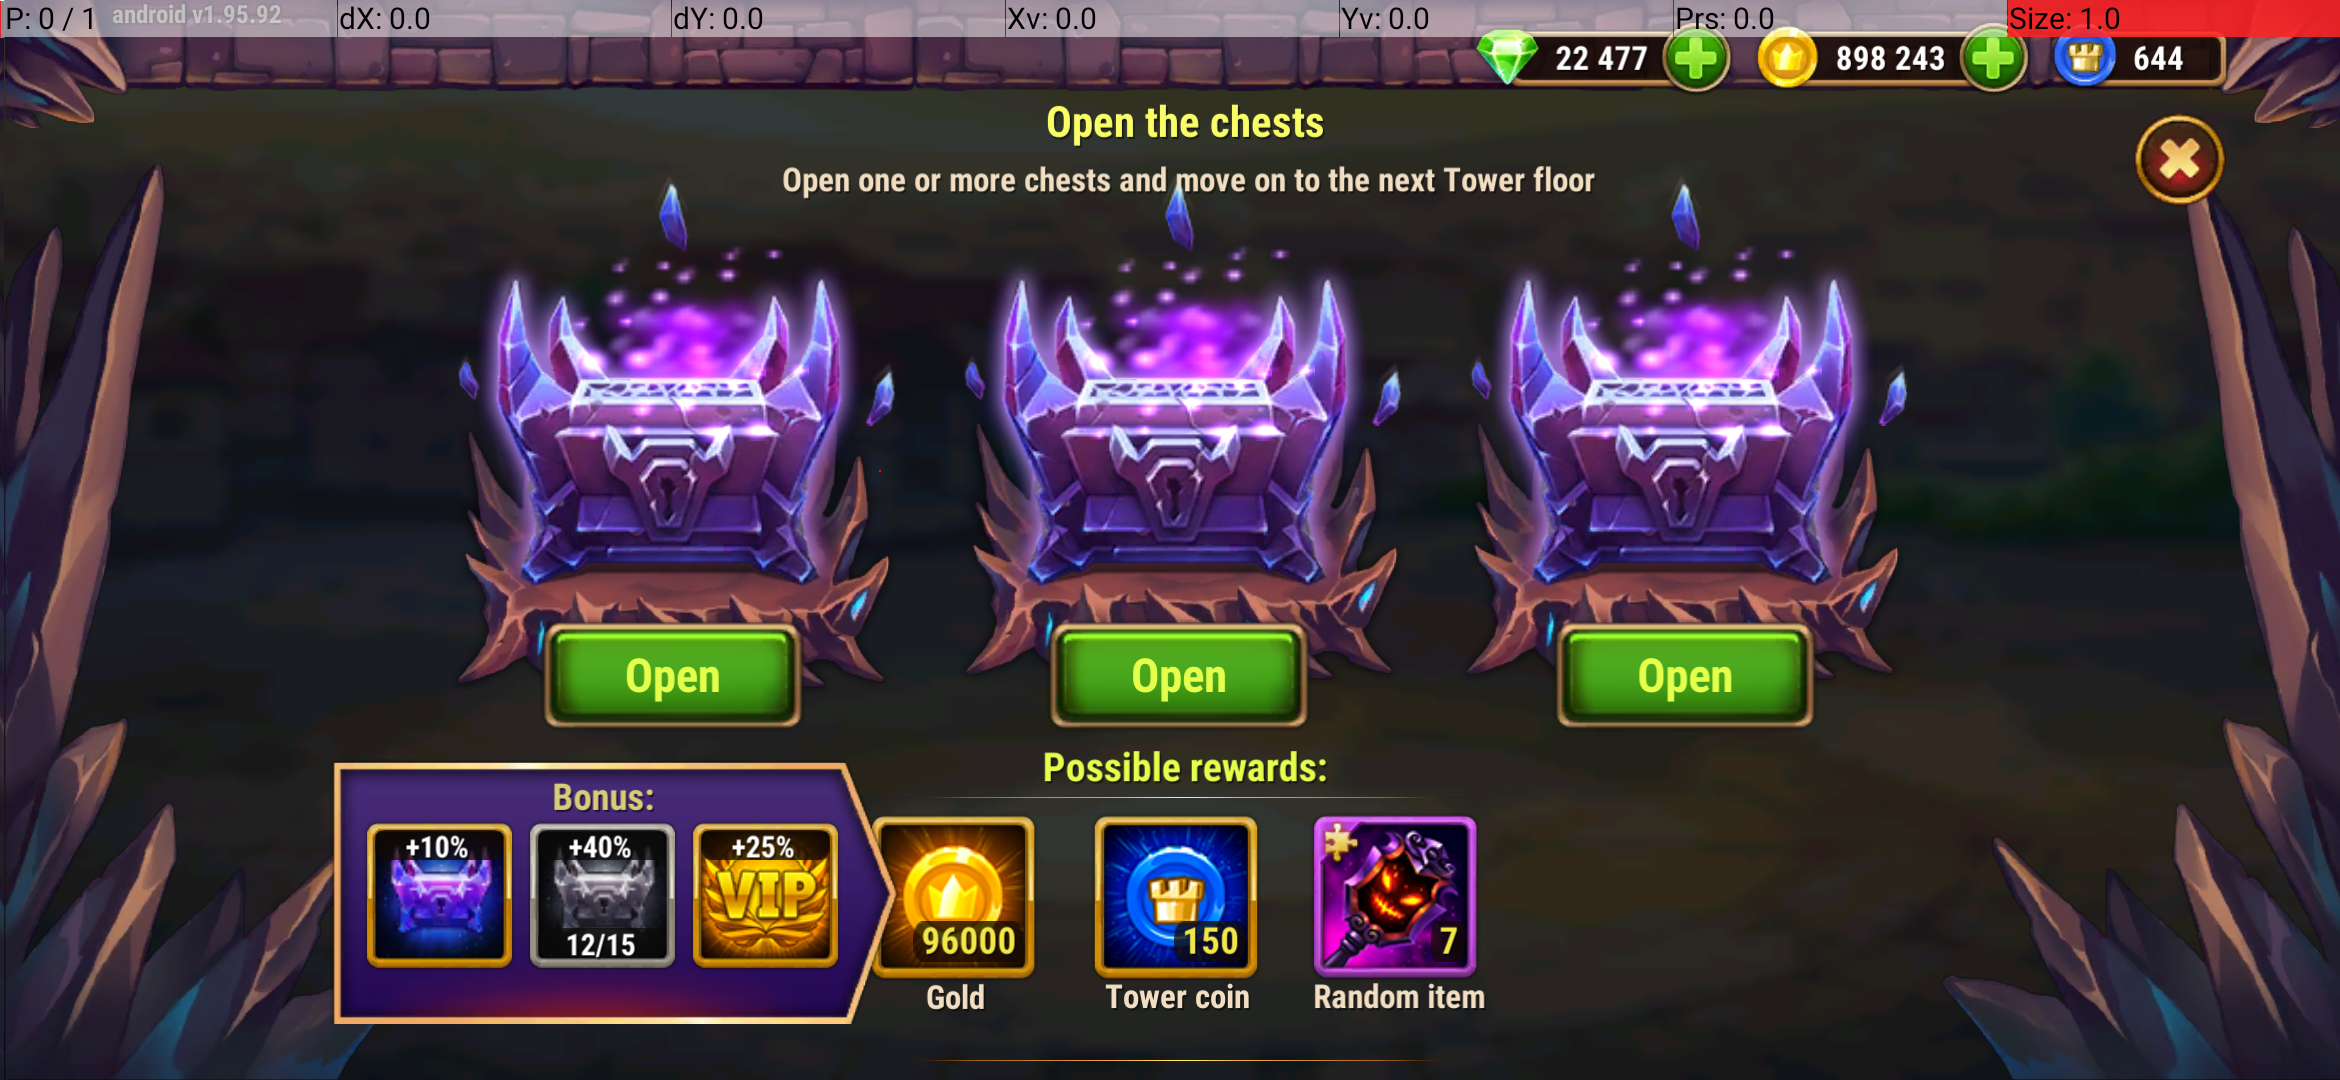 P: 0 / 1
android v1.95.92
dX: 0.0
dY: 0.0
Xv: 0.0
Yv: 0.0
Prs: 0.0
Size: 1.0
22 477
898 243
644
Open the chests
Open one or more chests and move on to the next Tower floor
Open
Open
Open
Possible rewards:
Bonus:
+10%
+40%
+25%
VIP
12/15
96000
150
7
Gold
Tower coin
Random item